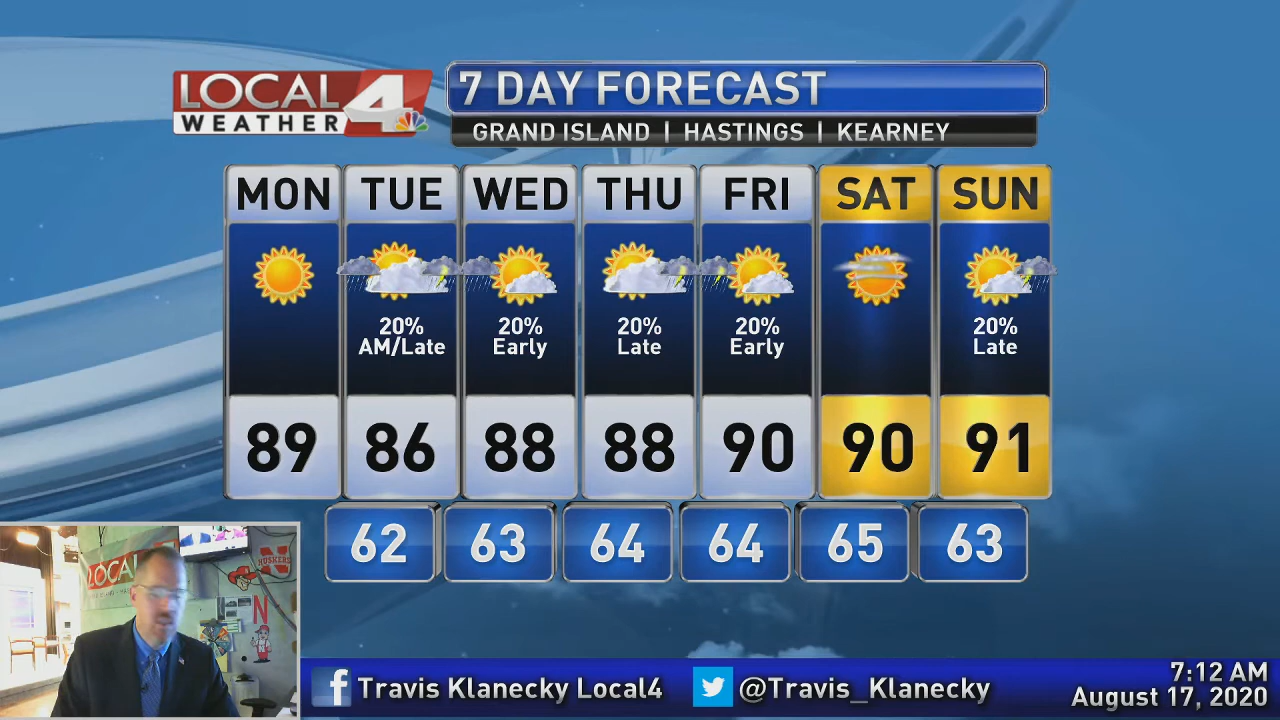 LOCAL 4
WEATHER
7 DAY FORECAST
GRAND ISLAND | HASTINGS | KEARNEY
MON TUE WED THU FRI SAT SUN
20% 20% 20% 20% 20%
AM/Late Early Late Early Late
89 86 88 88 90 90 91
62 63 64 64 65 63
LOCAL
HUSKERS
N
N
f Travis Klanecky Local4
@Travis_Klanecky
7:12 AM
August 17, 2020